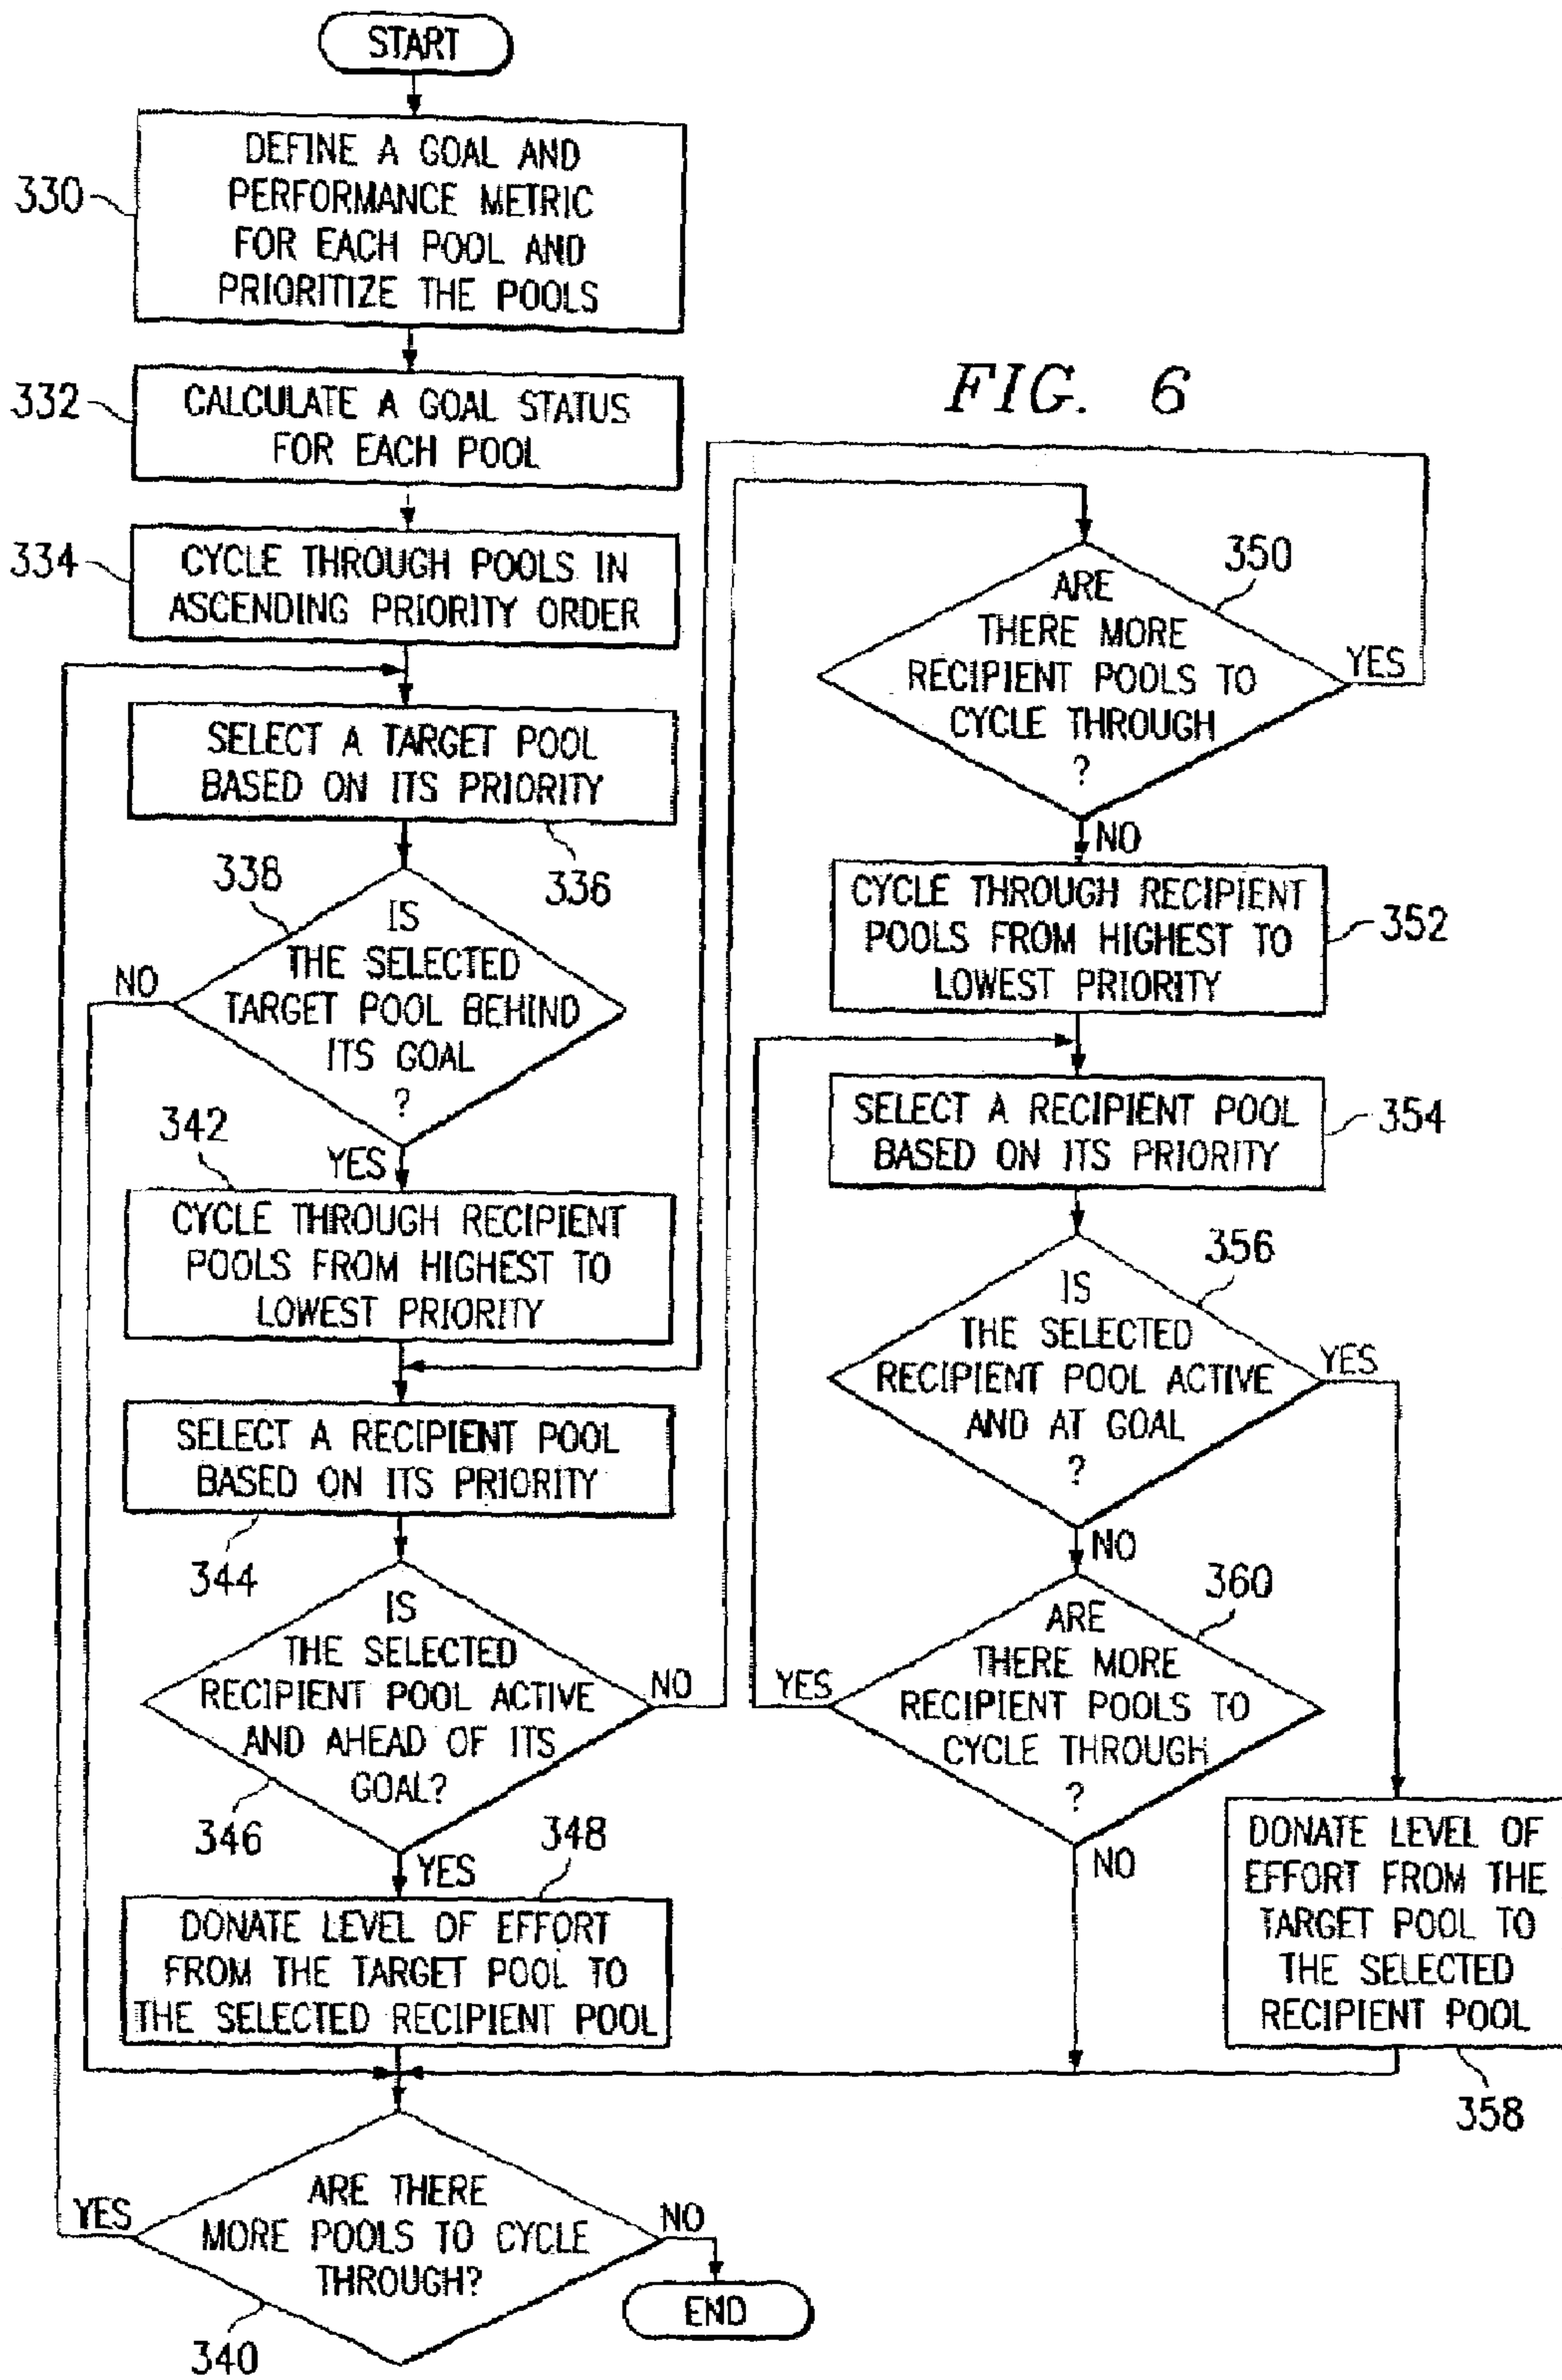 START
330
DEFINE A GOAL AND
PERFORMANCE METRIC
FOR EACH POOL AND
PRIORITIZE THE POOLS
332
CALCULATE A GOAL STATUS
FOR EACH POOL
334
CYCLE THROUGH POOLS IN
ASCENDING PRIORITY ORDER
SELECT A TARGET POOL
BASED ON ITS PRIORITY
336
338
IS
THE SELECTED
TARGET POOL BEHIND
ITS GOAL
?
NO
YES
342
CYCLE THROUGH RECIPIENT
POOLS FROM HIGHEST TO
LOWEST PRIORITY
SELECT A RECIPIENT POOL
BASED ON ITS PRIORITY
344
IS
THE SELECTED
RECIPIENT POOL ACTIVE
AND AHEAD OF ITS
GOAL?
NO
346
YES
348
DONATE LEVEL OF EFFORT
FROM THE TARGET POOL TO
THE SELECTED RECIPIENT POOL
ARE THERE
MORE POOLS TO CYCLE
THROUGH?
YES
NO
340
END
FIG. 6
350
ARE
THERE MORE
RECIPIENT POOLS TO
CYCLE THROUGH
?
YES
NO
CYCLE THROUGH RECIPIENT
POOLS FROM HIGHEST TO
LOWEST PRIORITY
352
SELECT A RECIPIENT POOL
BASED ON ITS PRIORITY
354
356
IS
THE SELECTED
RECIPIENT POOL ACTIVE
AND AT GOAL
?
YES
NO
360
ARE
THERE MORE
RECIPIENT POOLS TO
CYCLE THROUGH
?
YES
NO
DONATE LEVEL OF
EFFORT FROM THE
TARGET POOL TO
THE SELECTED
RECIPIENT POOL
358